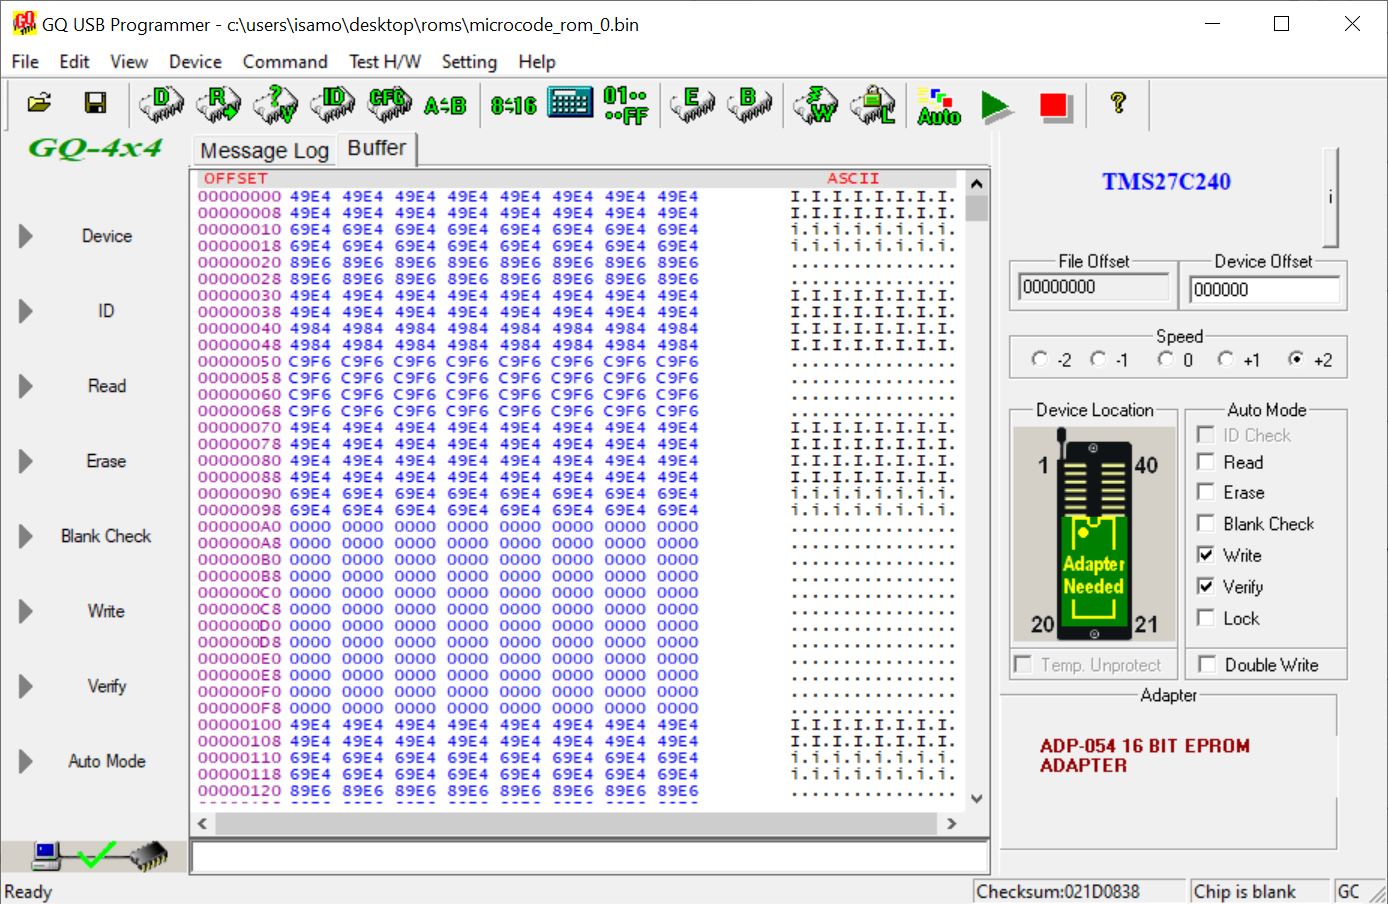 GQ USB Programmer - c:\users\isamo\desktop\roms\microcode_rom_0.bin
File Edit View Device Command Test H/W Setting Help
D R ? V ID CFG A=B 8=16 01·· ··FF E B E W L Auto ?
GQ-4x4
Device
ID
Read
Erase
Blank Check
Write
Verify
Auto Mode
Message Log Buffer
OFFSET ASCII
00000000 49E4 49E4 49E4 49E4 49E4 49E4 49E4 49E4 I.I.I.I.I.I.I.I.
00000008 49E4 49E4 49E4 49E4 49E4 49E4 49E4 49E4 I.I.I.I.I.I.I.I.
00000010 69E4 69E4 69E4 69E4 69E4 69E4 69E4 69E4 i.i.i.i.i.i.i.i.
00000018 69E4 69E4 69E4 69E4 69E4 69E4 69E4 69E4 i.i.i.i.i.i.i.i.
00000020 89E6 89E6 89E6 89E6 89E6 89E6 89E6 89E6 ................
00000028 89E6 89E6 89E6 89E6 89E6 89E6 89E6 89E6 ................
00000030 49E4 49E4 49E4 49E4 49E4 49E4 49E4 49E4 I.I.I.I.I.I.I.I.
00000038 49E4 49E4 49E4 49E4 49E4 49E4 49E4 49E4 I.I.I.I.I.I.I.I.
00000040 4984 4984 4984 4984 4984 4984 4984 4984 I.I.I.I.I.I.I.I.
00000048 4984 4984 4984 4984 4984 4984 4984 4984 I.I.I.I.I.I.I.I.
00000050 C9F6 C9F6 C9F6 C9F6 C9F6 C9F6 C9F6 C9F6 ................
00000058 C9F6 C9F6 C9F6 C9F6 C9F6 C9F6 C9F6 C9F6 ................
00000060 C9F6 C9F6 C9F6 C9F6 C9F6 C9F6 C9F6 C9F6 ................
00000068 C9F6 C9F6 C9F6 C9F6 C9F6 C9F6 C9F6 C9F6 ................
00000070 49E4 49E4 49E4 49E4 49E4 49E4 49E4 49E4 I.I.I.I.I.I.I.I.
00000078 49E4 49E4 49E4 49E4 49E4 49E4 49E4 49E4 I.I.I.I.I.I.I.I.
00000080 49E4 49E4 49E4 49E4 49E4 49E4 49E4 49E4 I.I.I.I.I.I.I.I.
00000088 49E4 49E4 49E4 49E4 49E4 49E4 49E4 49E4 I.I.I.I.I.I.I.I.
00000090 69E4 69E4 69E4 69E4 69E4 69E4 69E4 69E4 i.i.i.i.i.i.i.i.
00000098 69E4 69E4 69E4 69E4 69E4 69E4 69E4 69E4 i.i.i.i.i.i.i.i.
000000A0 0000 0000 0000 0000 0000 0000 0000 0000 ................
000000A8 0000 0000 0000 0000 0000 0000 0000 0000 ................
000000B0 0000 0000 0000 0000 0000 0000 0000 0000 ................
000000B8 0000 0000 0000 0000 0000 0000 0000 0000 ................
000000C0 0000 0000 0000 0000 0000 0000 0000 0000 ................
000000C8 0000 0000 0000 0000 0000 0000 0000 0000 ................
000000D0 0000 0000 0000 0000 0000 0000 0000 0000 ................
000000D8 0000 0000 0000 0000 0000 0000 0000 0000 ................
000000E0 0000 0000 0000 0000 0000 0000 0000 0000 ................
000000E8 0000 0000 0000 0000 0000 0000 0000 0000 ................
000000F0 0000 0000 0000 0000 0000 0000 0000 0000 ................
000000F8 0000 0000 0000 0000 0000 0000 0000 0000 ................
00000100 49E4 49E4 49E4 49E4 49E4 49E4 49E4 49E4 I.I.I.I.I.I.I.I.
00000108 49E4 49E4 49E4 49E4 49E4 49E4 49E4 49E4 I.I.I.I.I.I.I.I.
00000110 69E4 69E4 69E4 69E4 69E4 69E4 69E4 69E4 i.i.i.i.i.i.i.i.
00000118 69E4 69E4 69E4 69E4 69E4 69E4 69E4 69E4 i.i.i.i.i.i.i.i.
00000120 89E6 89E6 89E6 89E6 89E6 89E6 89E6 89E6 ................
TMS27C240
i
File Offset Device Offset
00000000 000000
Speed
-2 -1 0 +1 +2
Device Location
1 40
Adapter
Needed
20 21
Temp. Unprotect
Auto Mode
ID Check
Read
Erase
Blank Check
Write
Verify
Lock
Double Write
Adapter
ADP-054 16 BIT EPROM
ADAPTER
Ready Checksum:021D0838 Chip is blank GC